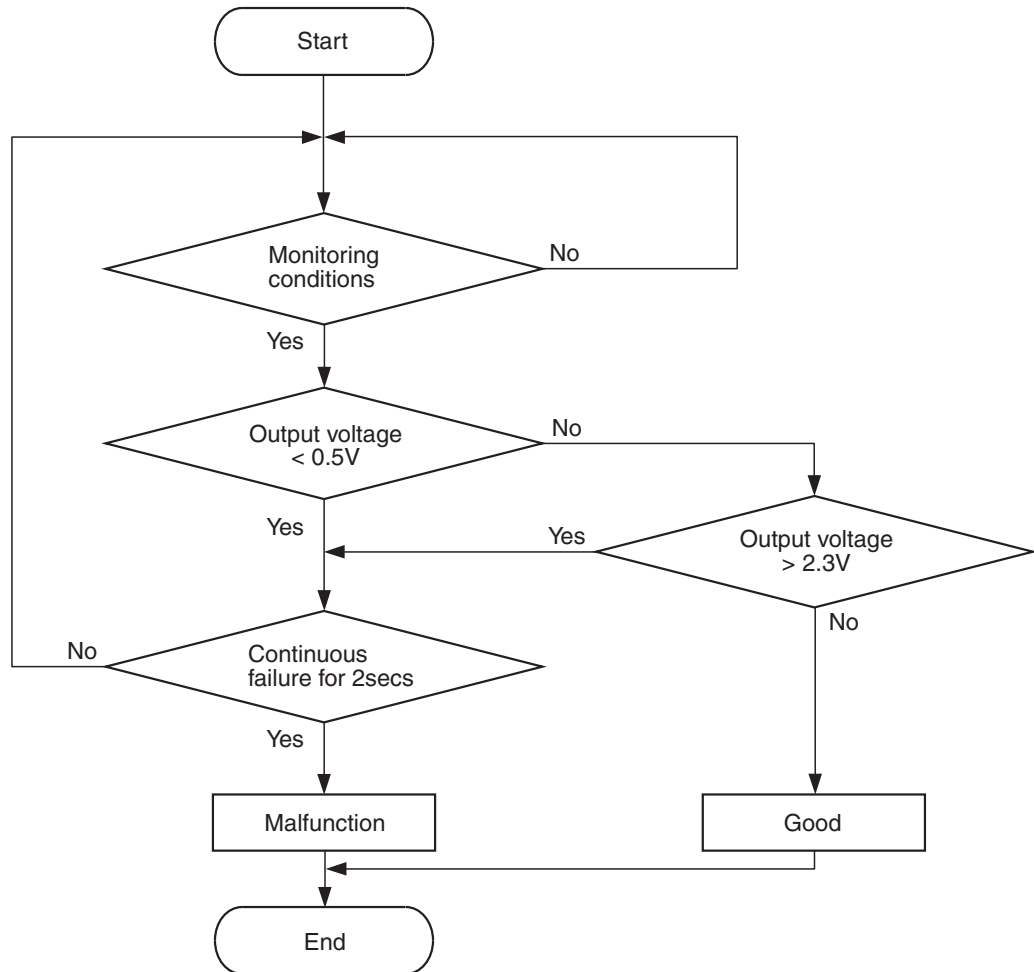 Start
Monitoring
conditions
No
Yes
Output voltage
< 0.5V
No
Yes
Yes
Output voltage
> 2.3V
No
No
Continuous
failure for 2secs
Yes
Malfunction
Good
End